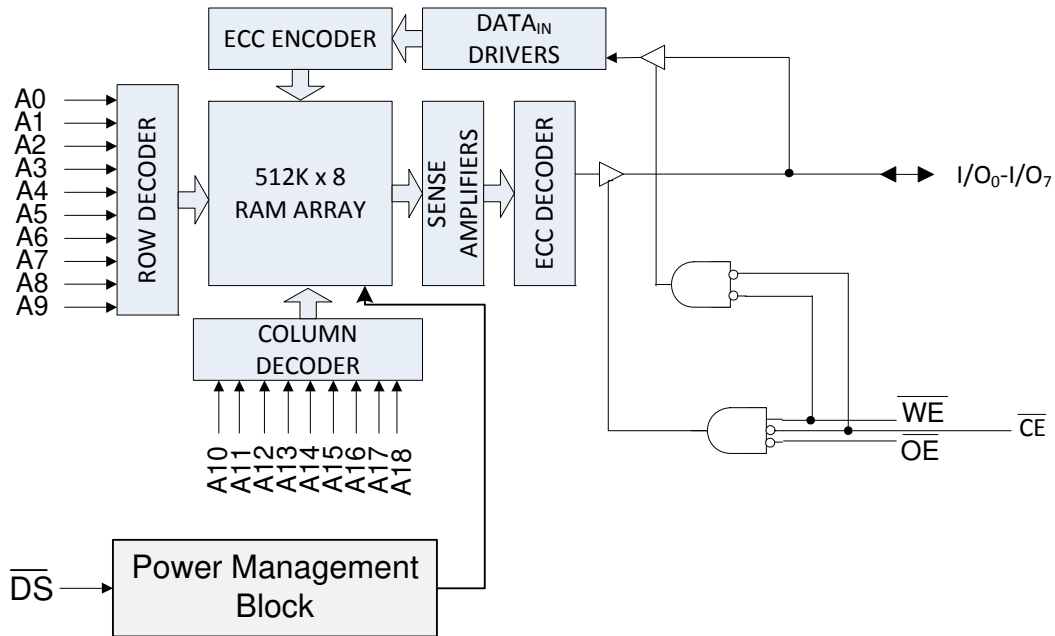 ECC ENCODER
DATAIN
DRIVERS
A0
A1
A2
A3
A4
A5
A6
A7
A8
A9
ROW DECODER
512K x 8
RAM ARRAY
SENSE
AMPLIFIERS
ECC DECODER
I/O0-I/O7
COLUMN
DECODER
A10
A11
A12
A13
A14
A15
A16
A17
A18
WE
CE
OE
DS
Power Management
Block